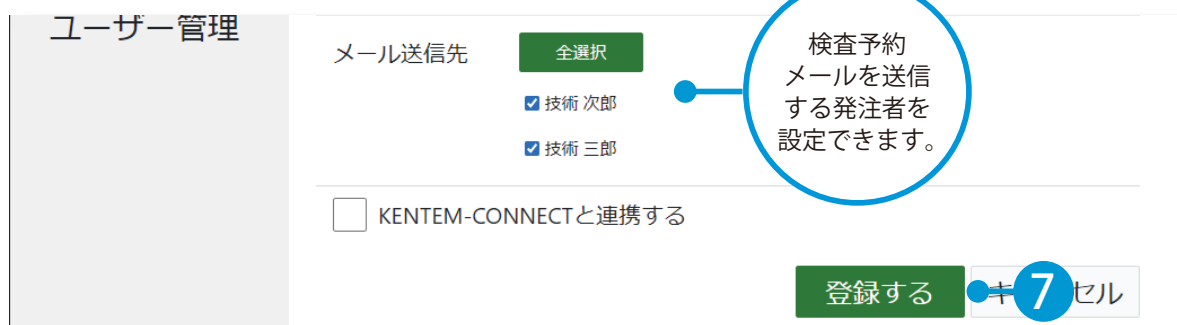 ユーザー管理
メール送信先
全選択
技術 次郎
技術 三郎
検査予約
メールを送信
する発注者を
設定できます。
KENTEM-CONNECTと連携する
登録する
7